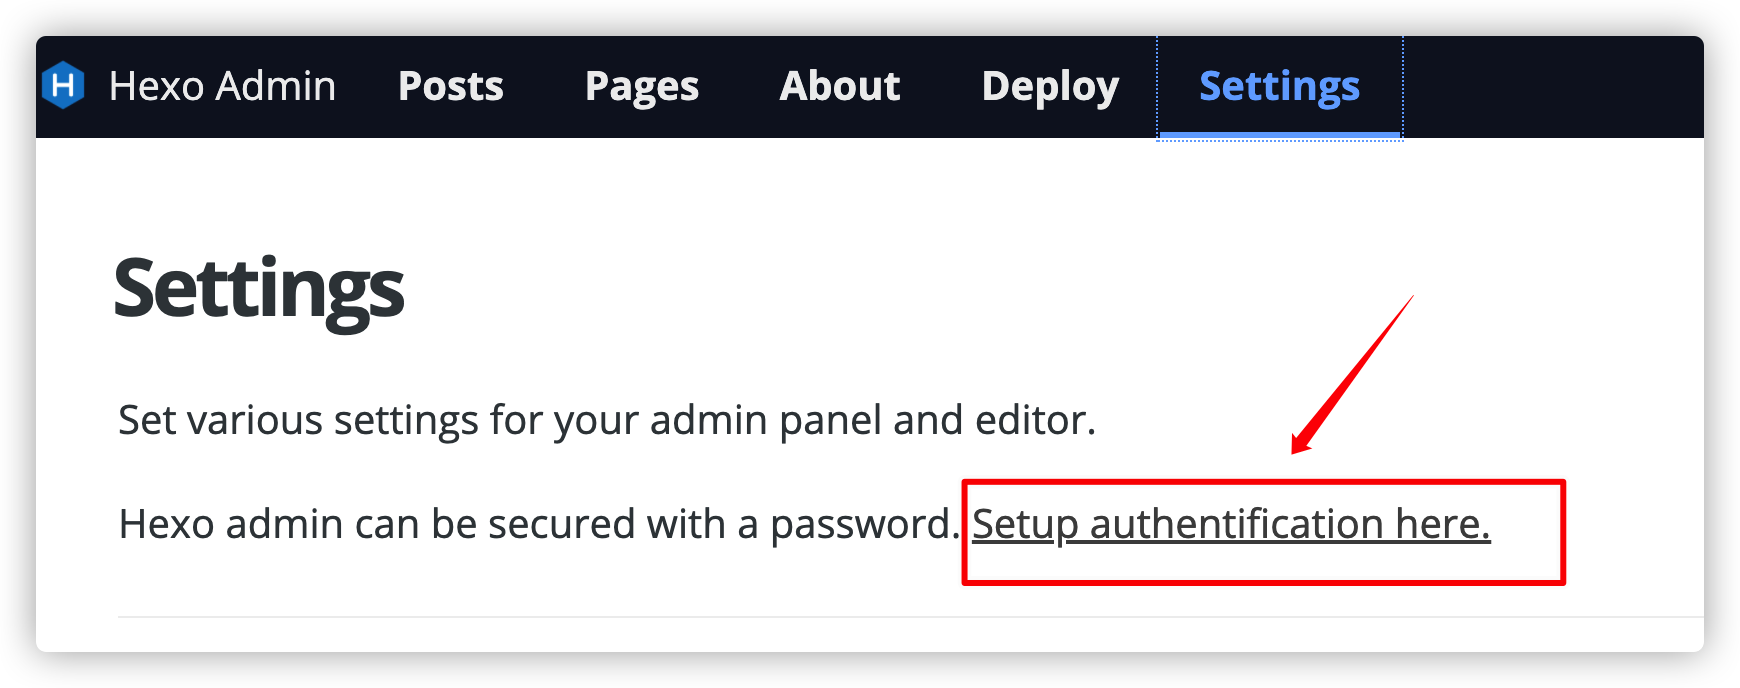 H Hexo Admin Posts Pages About Deploy Settings
Settings
Set various settings for your admin panel and editor.
Hexo admin can be secured with a password. Setup authentification here.